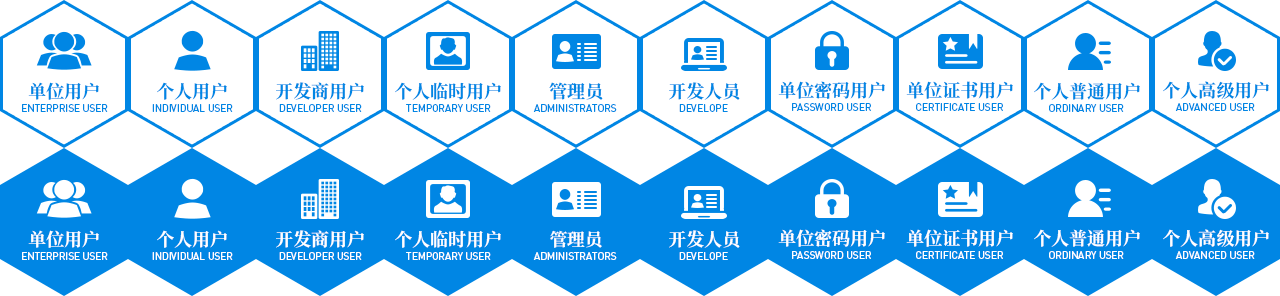 单位用户
ENTERPRISE USER
个人用户
INDIVIDUAL USER
开发商用户
DEVELOPER USER
个人临时用户
TEMPORARY USER
管理员
ADMINISTRATORS
开发人员
DEVELOPE
单位密码用户
PASSWORD USER
单位证书用户
CERTIFICATE USER
个人普通用户
ORDINARY USER
个人高级用户
ADVANCED USER
单位用户
ENTERPRISE USER
个人用户
INDIVIDUAL USER
开发商用户
DEVELOPER USER
个人临时用户
TEMPORARY USER
管理员
ADMINISTRATORS
开发人员
DEVELOPE
单位密码用户
PASSWORD USER
单位证书用户
CERTIFICATE USER
个人普通用户
ORDINARY USER
个人高级用户
ADVANCED USER